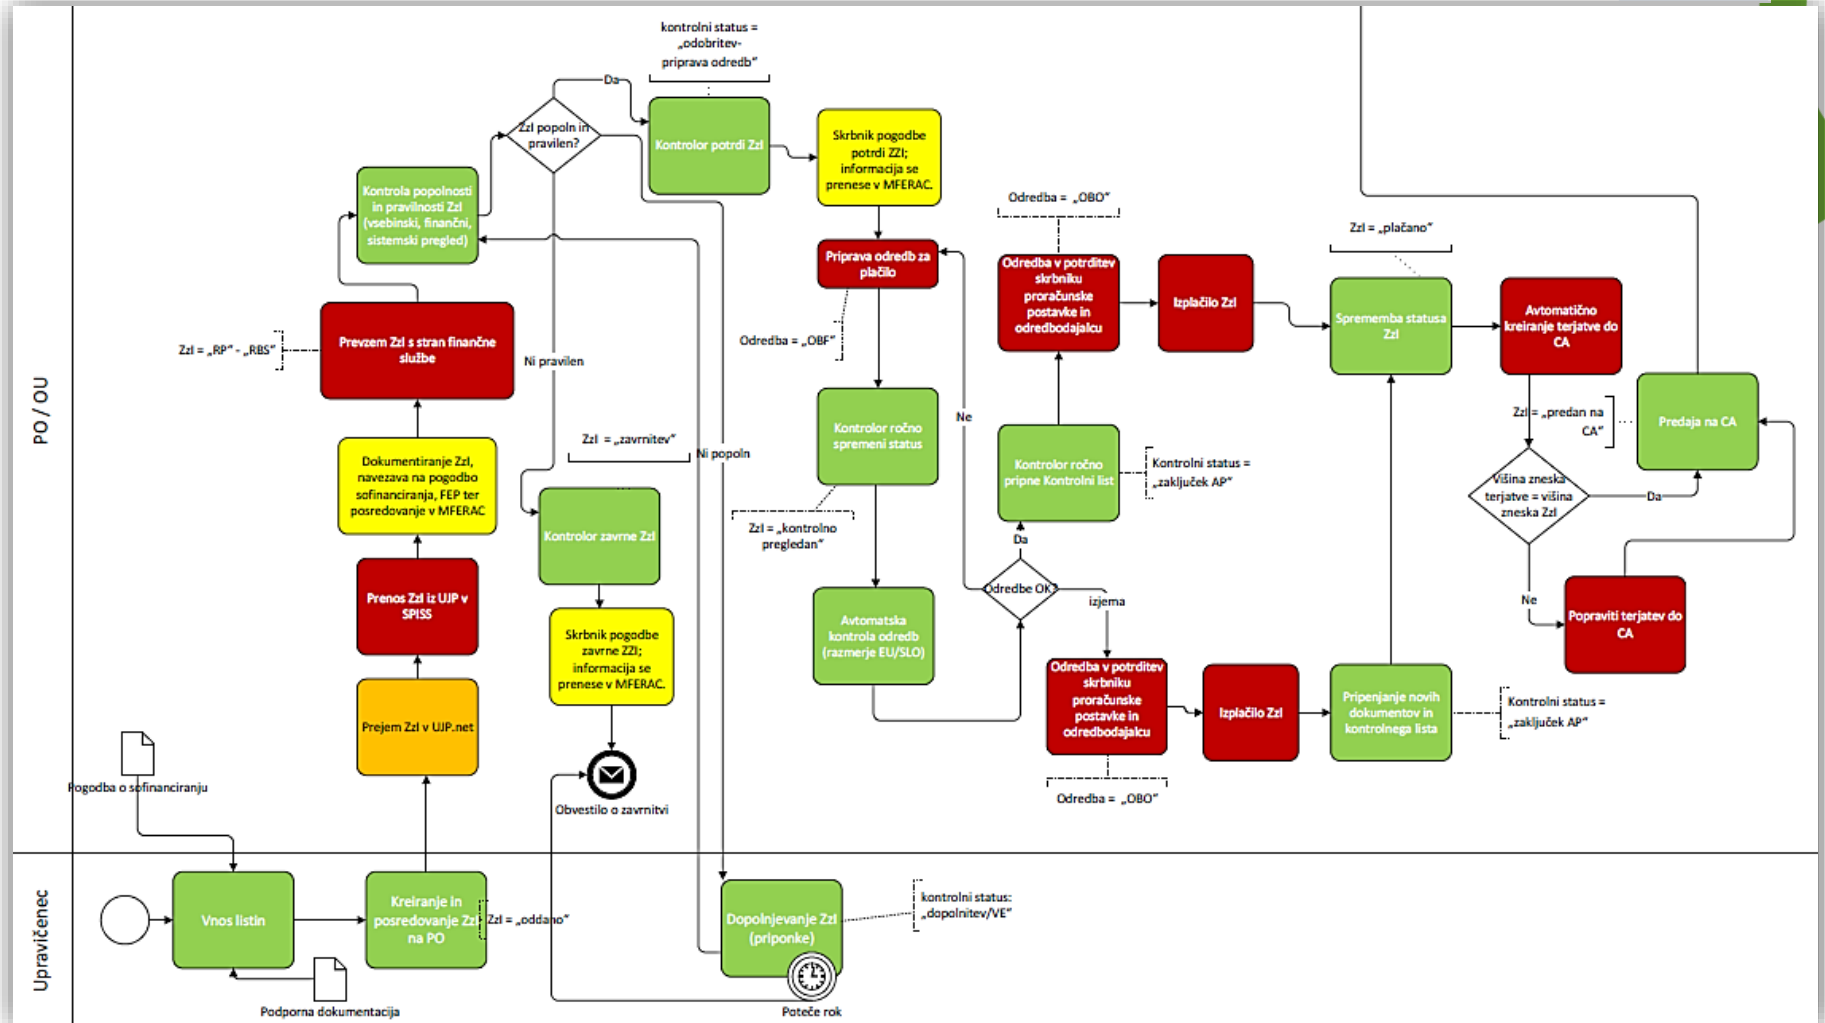 kontrolni status =
„odobritev-
priprava odredb“
Da
Zzl popoln in
pravilen?
Kontrolor potrdi Zzl
Skrbnik pogodbe
potrdi ZZI;
informacija se
prenese v MFERAC.
Kontrola popolnosti
in pravilnosti Zzl
(vsebinski, finančni,
sistemski pregled)
Odredba = „OBO“
Zzl = „plačano“
Priprava odredb za
plačilo
Odredba v potrditev
skrbniku
proračunske
postavke in
odredbodajalcu
Izplačilo Zzl
Sprememba statusa
Zzl
Avtomatično
kreiranje terjatve do
CA
Prevzem Zzl s stran finančne
službe
Zzl = „RP“ - „RBS“
Odredba = „OBF“
Ni pravilen
PO / OU
Ne
Zzl = „predan na
CA“
Predaja na CA
Kontrolor ročno
spremeni status
Zzl = „zavrnitev“
Ni popoln
Dokumentiranje Zzl,
navezava na pogodbo
sofinanciranja, FEP ter
posredovanje v MFERAC
Kontrolor ročno
pripne Kontrolni list
Kontrolni status =
„zaključek AP“
Višina zneska
terjatve = višina
zneska Zzl
Da
Zzl = „kontrolno
pregledan“
Kontrolor zavrne Zzl
Da
Prenos Zzl iz UJP v
SPISS
Odredbe OK?
izjema
Ne
Popraviti terjatev do
CA
Avtomatska
kontrola odredb
(razmerje EU/SLO)
Skrbnik pogodbe
zavrne ZZI;
informacija se
prenese v MFERAC.
Odredba v potrditev
skrbniku
proračunske
postavke in
odredbodajalcu
Izplačilo Zzl
Pripenjanje novih
dokumentov in
kontrolnega lista
Kontrolni status =
„zaključek AP“
Prejem Zzl v UJP.net
Pogodba o sofinanciranju
Obvestilo o zavrnitvi
Odredba = „OBO“
Upravičenec
Vnos listin
Kreiranje in
posredovanje Zzl
na PO
Zzl = „oddano“
Dopolnjevanje Zzl
(priponke)
kontrolni status:
„dopolnitev/VE“
Podporna dokumentacija
Poteče rok